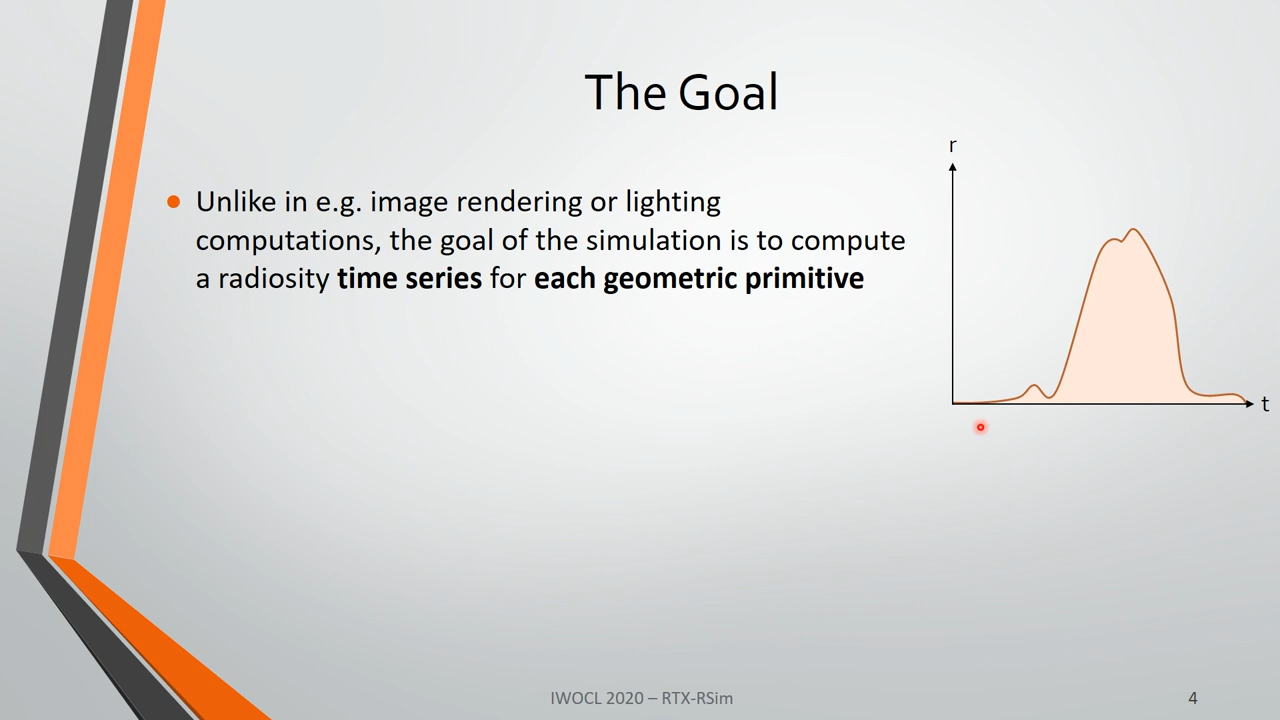 The Goal
r
Unlike in e.g. image rendering or lighting
computations, the goal of the simulation is to compute
a radiosity time series for each geometric primitive
t
IWOCL 2020 – RTX-RSim
4